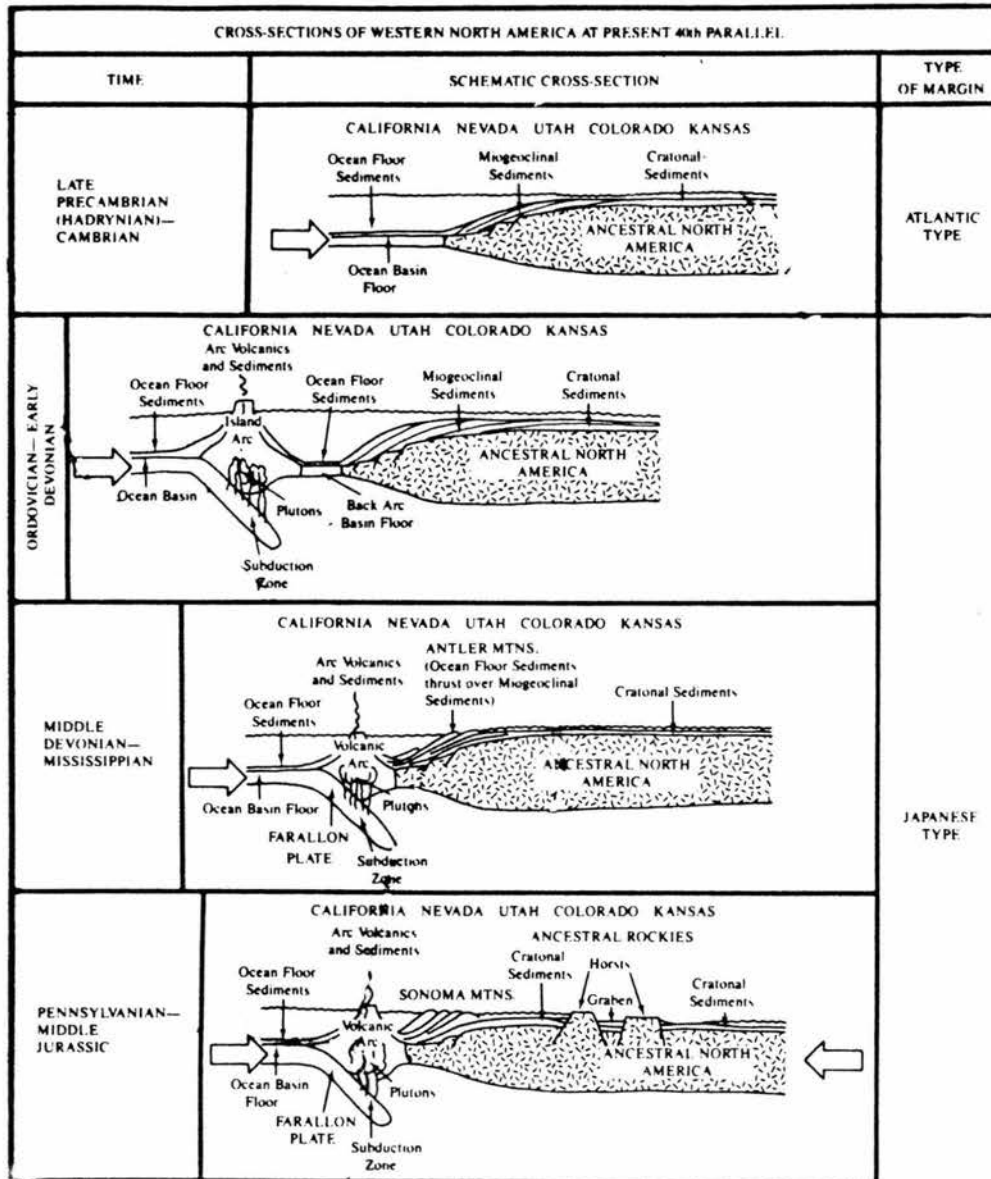 CROSS-SECTIONS OF WESTERN NORTH AMERICA AT PRESENT 40th PARALLEL
TIME
SCHEMATIC CROSS-SECTION
TYPE
OF MARGIN
LATE
PRECAMBRIAN
(HADRYNIAN)—
CAMBRIAN
CALIFORNIA NEVADA UTAH COLORADO KANSAS
Ocean Floor
Sediments
Miogeoclinal
Sediments
Cratonal
Sediments
ANCESTRAL NORTH
AMERICA
Ocean Basin
Floor
ATLANTIC
TYPE
ORDOVICIAN—EARLY
DEVONIAN
CALIFORNIA NEVADA UTAH COLORADO KANSAS
Arc Volcanics
and Sediments
Ocean Floor
Sediments
Ocean Floor
Sediments
Miogeoclinal
Sediments
Cratonal
Sediments
Island
Arc
ANCESTRAL NORTH
AMERICA
Ocean Basin
Plutons
Back Arc
Basin Floor
Subduction
Zone
MIDDLE
DEVONIAN—
MISSISSIPPIAN
CALIFORNIA NEVADA UTAH COLORADO KANSAS
Arc Volcanics
and Sediments
ANTLER MTNS.
(Ocean Floor Sediments
thrust over Miogeoclinal
Sediments)
Cratonal Sediments
Ocean Floor
Sediments
Volcanic
Arc
ANCESTRAL NORTH
AMERICA
Ocean Basin Floor
Plutons
FARALLON
PLATE
Subduction
Zone
JAPANESE
TYPE
PENNSYLVANIAN—
MIDDLE
JURASSIC
CALIFORNIA NEVADA UTAH COLORADO KANSAS
Arc Volcanics
and Sediments
ANCESTRAL ROCKIES
Ocean Floor
Sediments
SONOMA MTNS.
Cratonal
Sediments
Horsts
Graben
Cratonal
Sediments
Volcanic
Arc
ANCESTRAL NORTH
AMERICA
Ocean Basin
Floor
Plutons
FARALLON
PLATE
Subduction
Zone